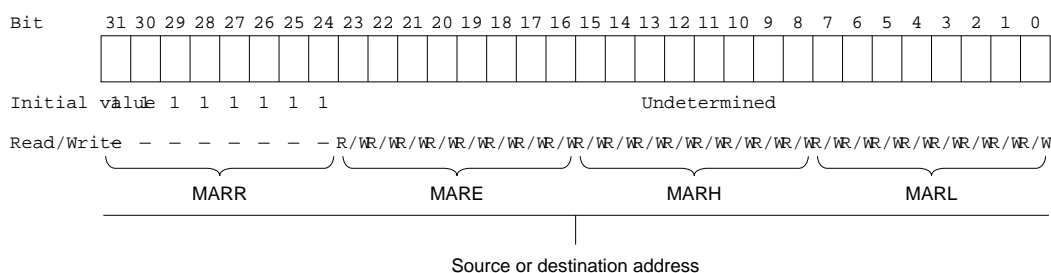 Bit 31 30 29 28 27 26 25 24 23 22 21 20 19 18 17 16 15 14 13 12 11 10 9 8 7 6 5 4 3 2 1 0
Initial value 1 1 1 1 1 1 1 1 Undetermined
Read/Write — — — — — — — — R/W R/W R/W R/W R/W R/W R/W R/W R/W R/W R/W R/W R/W R/W R/W R/W R/W R/W R/W R/W R/W R/W R/W R/W
MARR MARE MARH MARL
Source or destination address